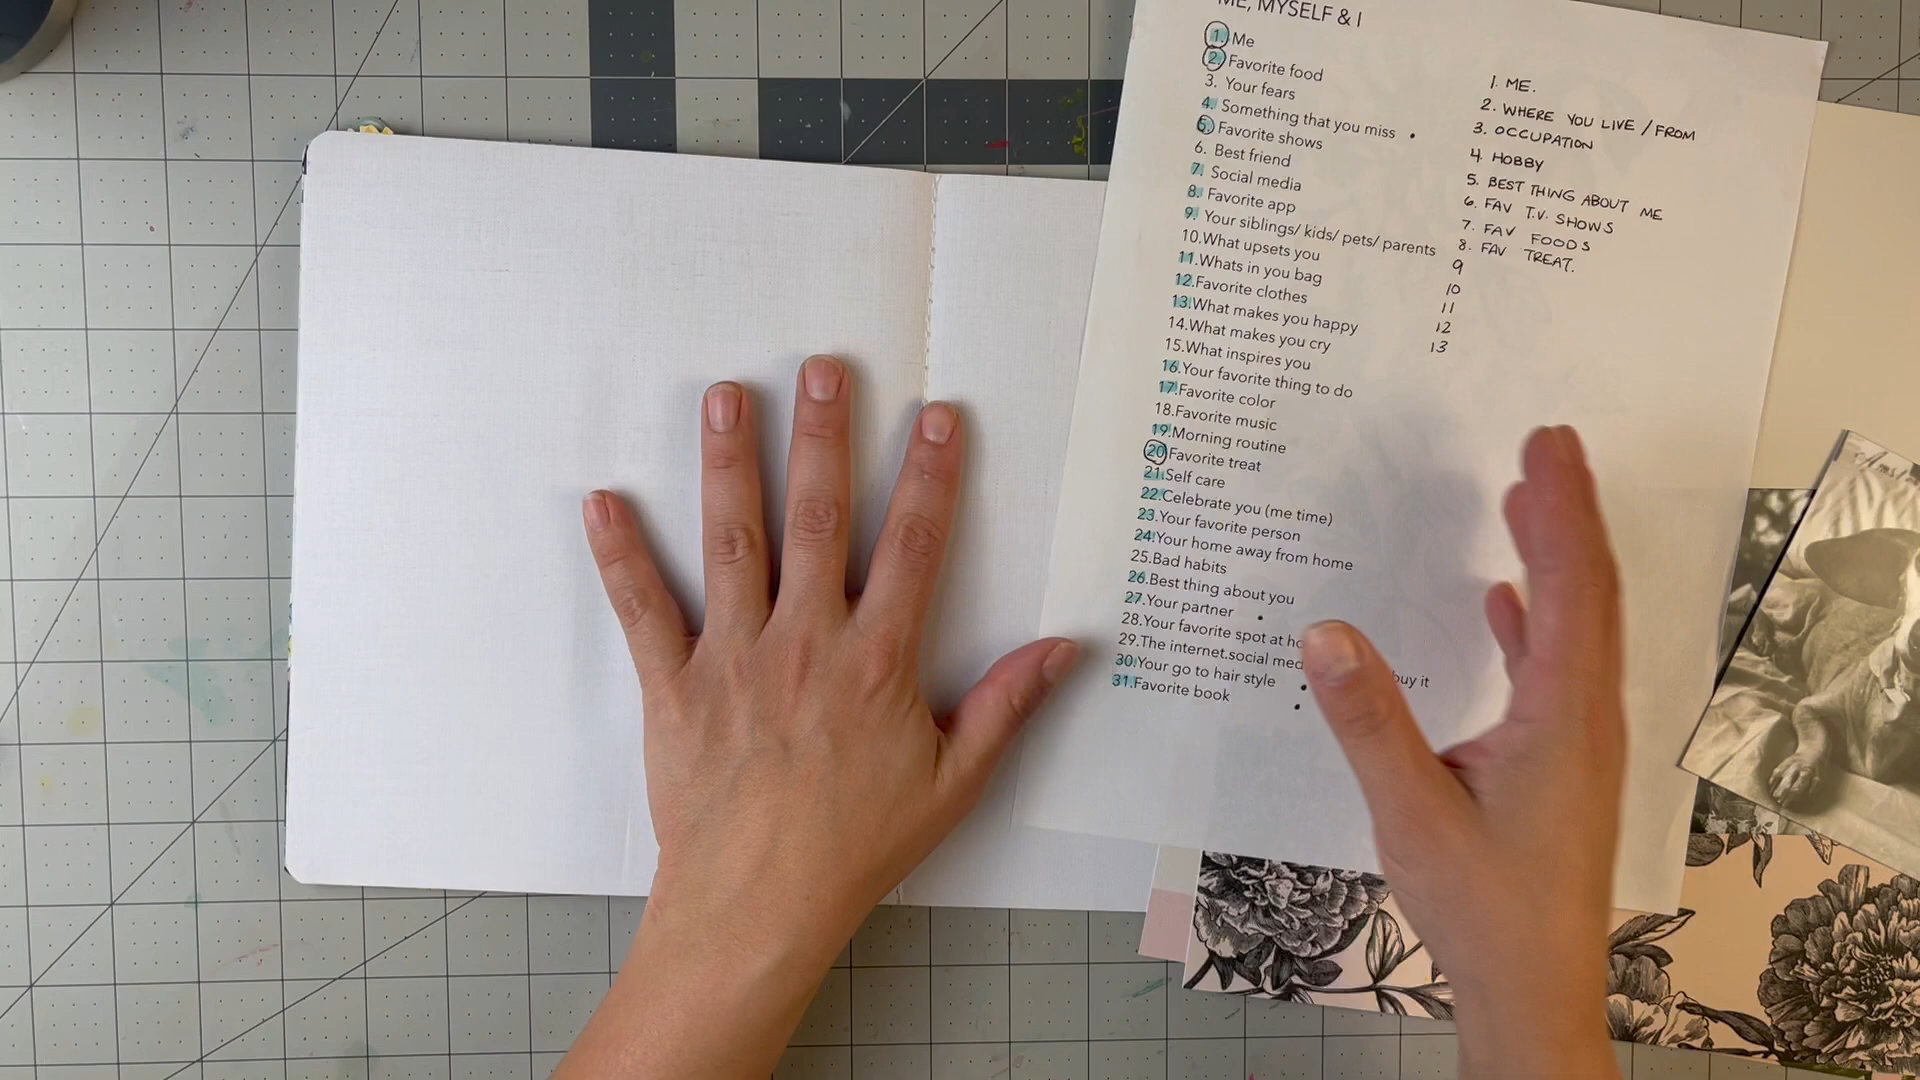 ME, MYSELF & I
1. Me
2. Favorite food
3. Your fears
4. Something that you miss
5. Favorite shows
6. Best friend
7. Social media
8. Favorite app
9. Your siblings/ kids/ pets/ parents
10.What upsets you
11.Whats in you bag
12.Favorite clothes
13.What makes you happy
14.What makes you cry
15.What inspires you
16.Your favorite thing to do
17.Favorite color
18.Favorite music
19.Morning routine
20.Favorite treat
21.Self care
22.Celebrate you (me time)
23.Your favorite person
24.Your home away from home
25.Bad habits
26.Best thing about you
27.Your partner
28.Your favorite spot at
29.The internet.social buy it
30.Your go to hair style
31.Favorite book
1. ME.
2. WHERE YOU LIVE / FROM
3. OCCUPATION
4. HOBBY
5. BEST THING ABOUT ME
6. FAV T.V. SHOWS
7. FAV FOODS
8. FAV TREAT.
9
10
11
12
13